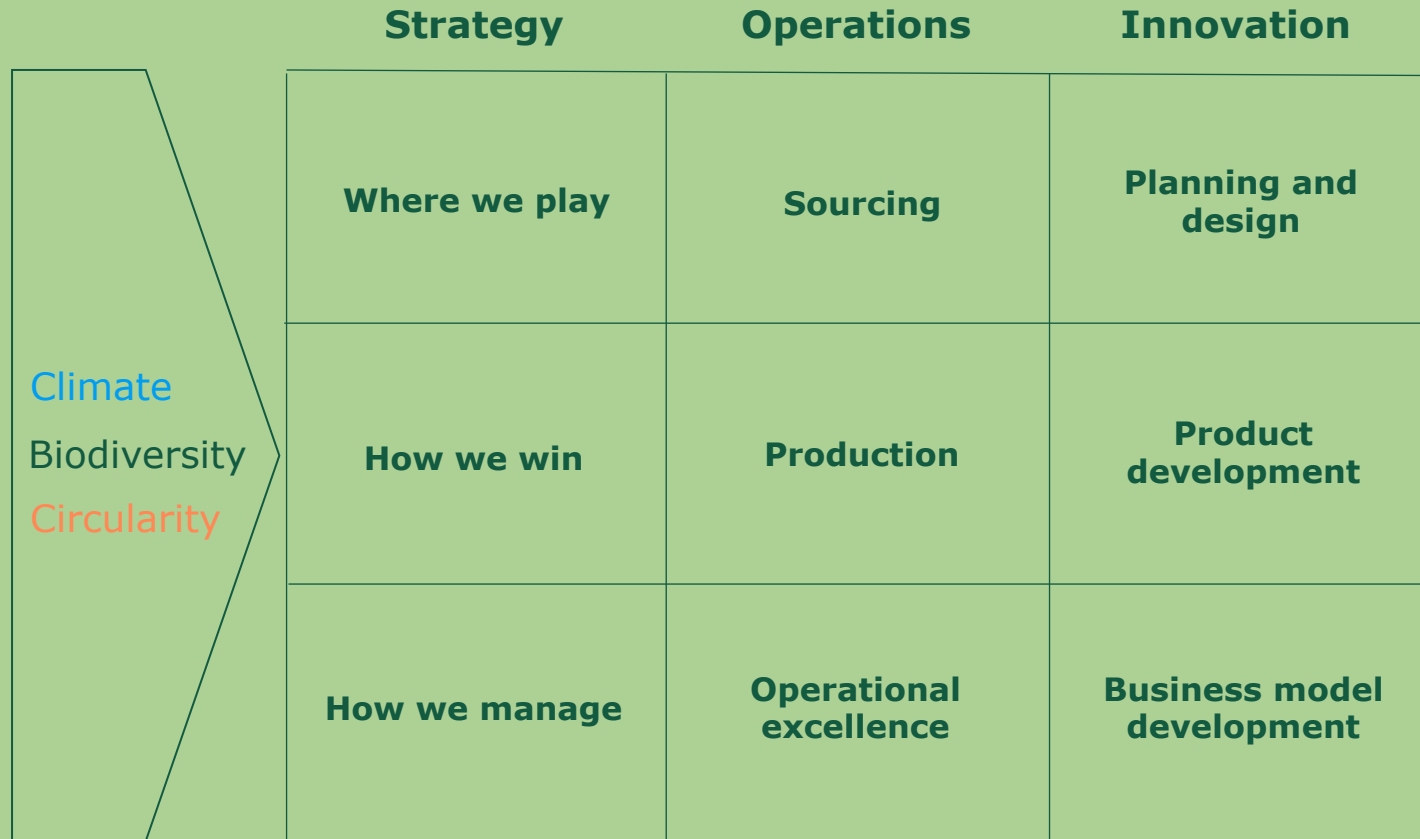 Strategy Operations Innovation
Where we play
Sourcing
Planning and
design
Climate
Biodiversity
Circularity
How we win
Production
Product
development
How we manage
Operational
excellence
Business model
development